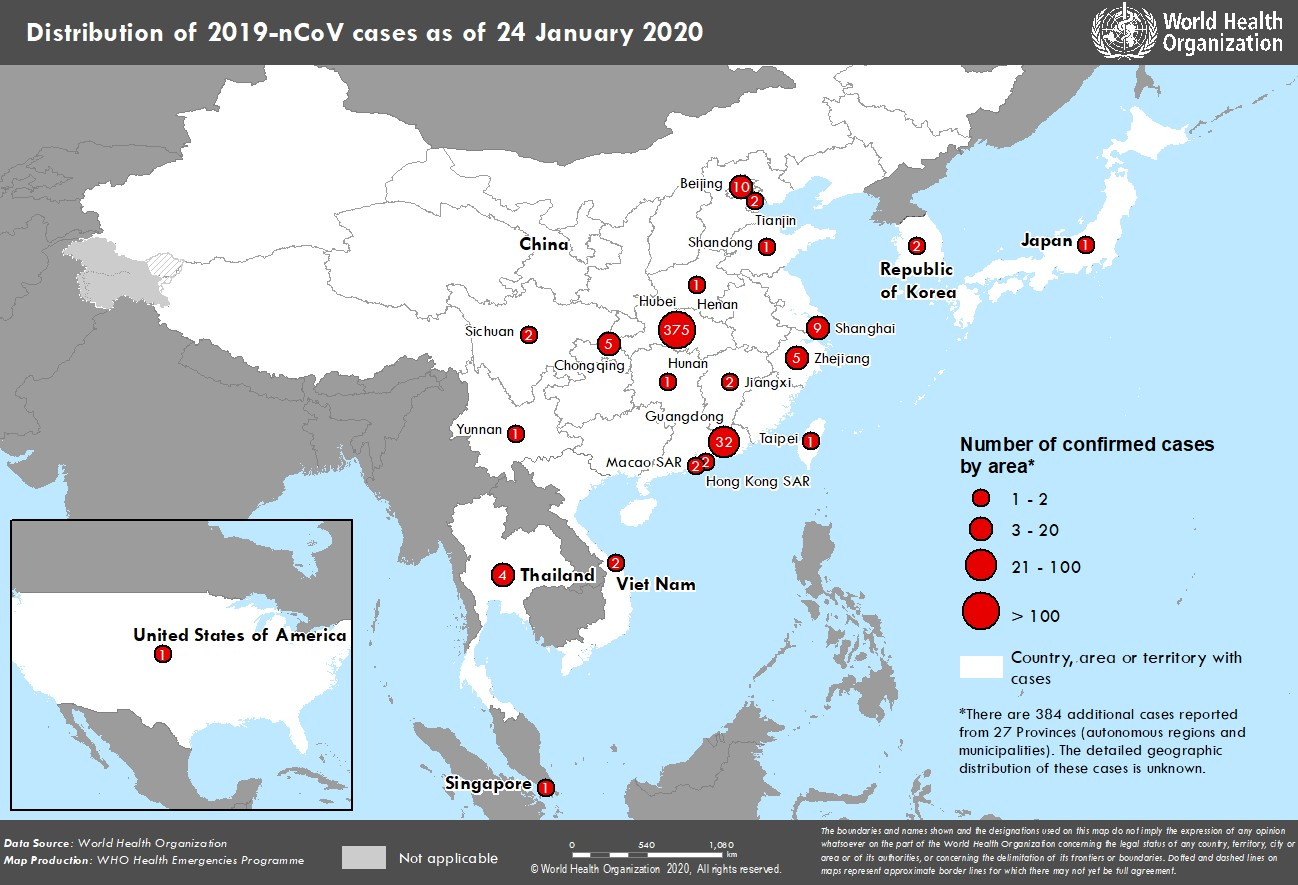 Distribution of 2019-nCoV cases as of 24 January 2020
World Health
Organization
Beijing
10
2
Tianjin
Shandong
1
China
2
Republic
of Korea
Japan
1
1
Hubei
Henan
375
Sichuan
2
5
Chongqing
9
Shanghai
5
Zhejiang
Hunan
1
2
Jiangxi
Guangdong
32
Yunnan
1
Taipei
1
Macao SAR
2
2
Hong Kong SAR
4
Thailand
2
Viet Nam
Singapore
1
United States of America
1
Number of confirmed cases
by area*
1 - 2
3 - 20
21 - 100
> 100
Country, area or territory with
cases
*There are 384 additional cases reported
from 27 Provinces (autonomous regions and
municipalities). The detailed geographic
distribution of these cases is unknown.
Data Source: World Health Organization
Map Production: WHO Health Emergencies Programme
Not applicable
0 540 1,080
km
© World Health Organization 2020, All rights reserved.
The boundaries and names shown and the designations used on this map do not imply the expression of any opinion
whatsoever on the part of the World Health Organization concerning the legal status of any country, territory, city or
area or of its authorities, or concerning the delimitation of its frontiers or boundaries. Dotted and dashed lines on
maps represent approximate border lines for which there may not yet be full agreement.